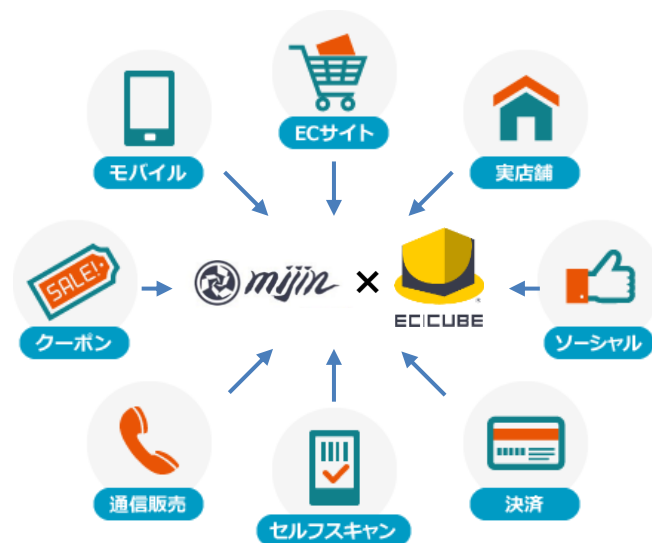 ECサイト
モバイル
実店舗
SALE!
クーポン
mijin
×
EC|CUBE
®
ソーシャル
通信販売
セルフスキャン
決済